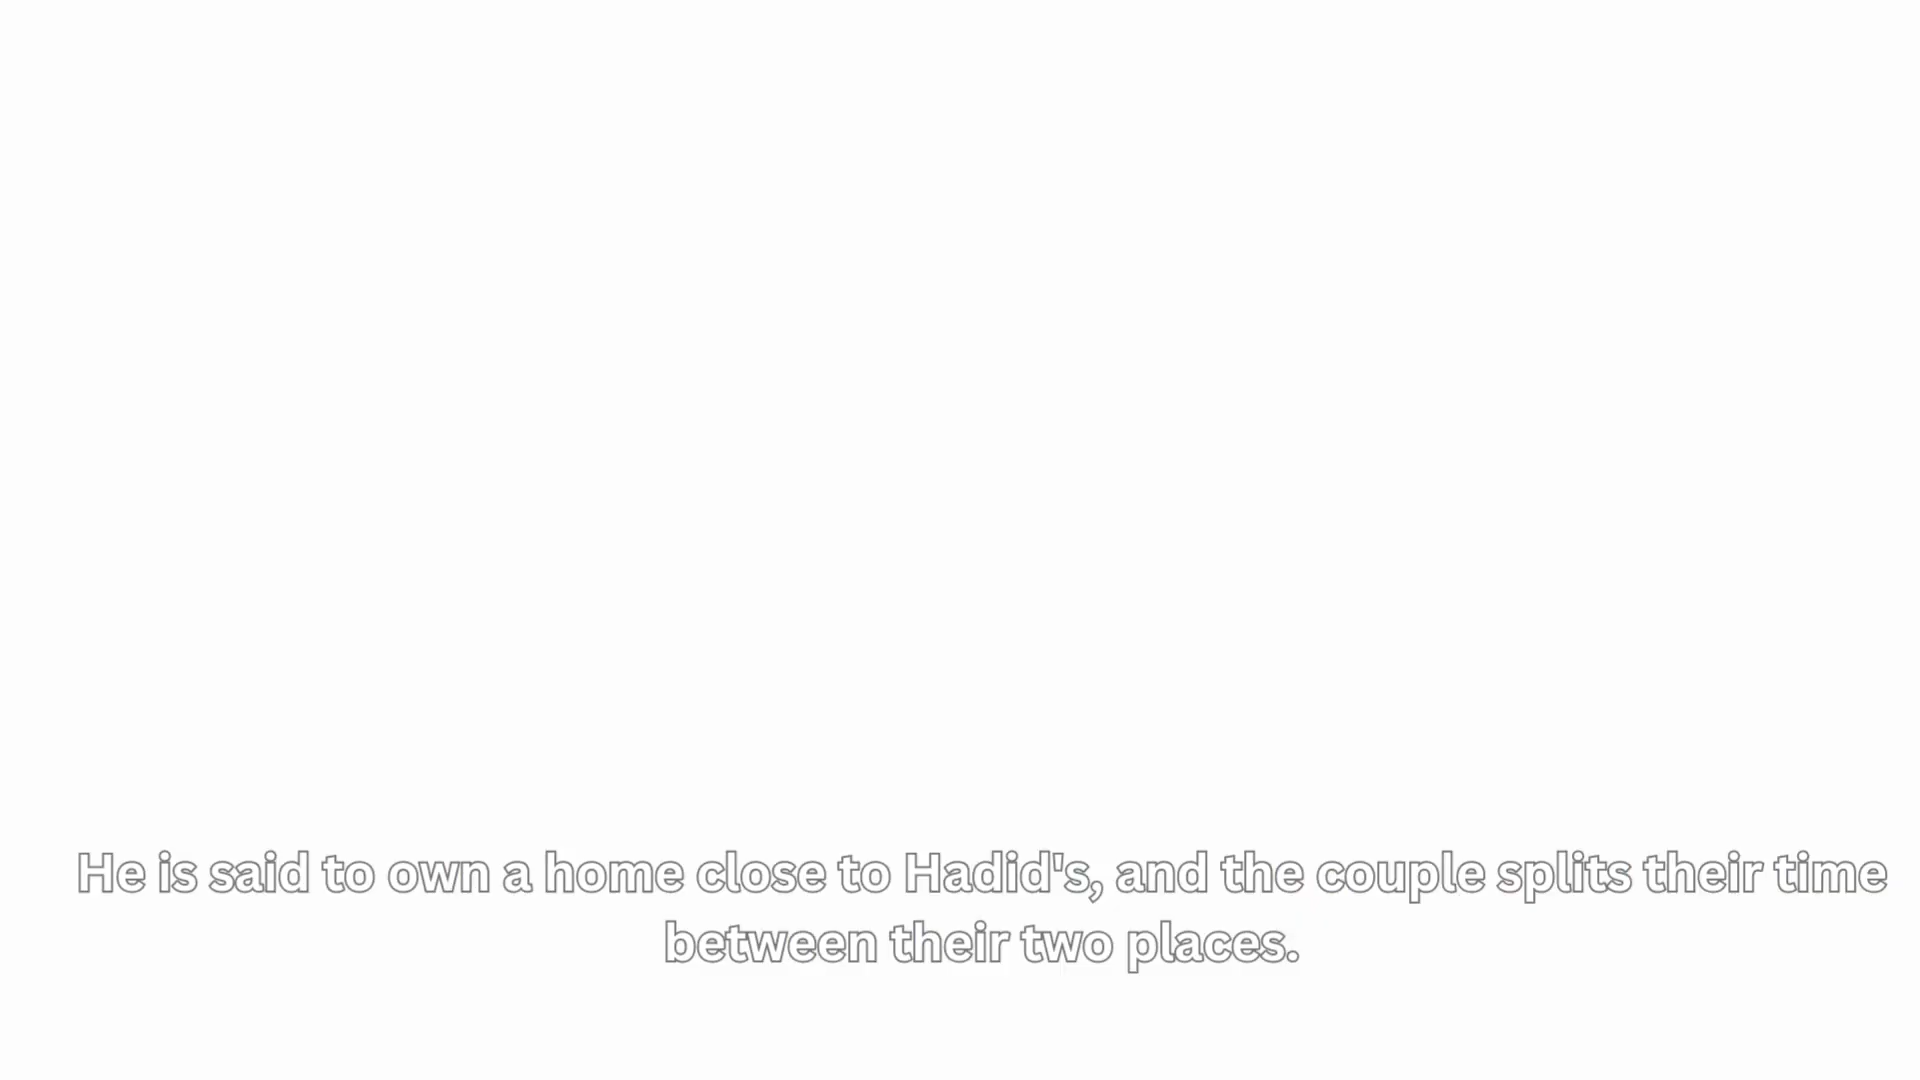 He is said to own a home close to Hadid's, and the couple splits their time
between their two places.